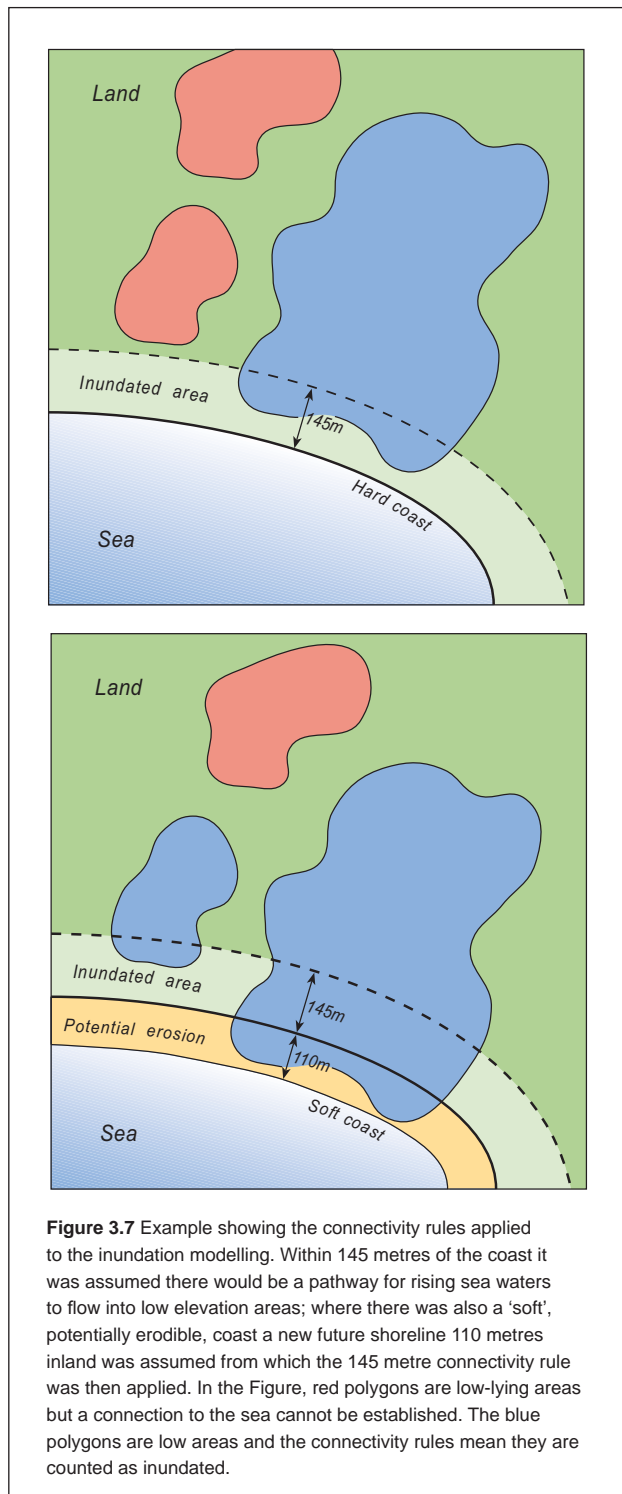 Land
Inundated area
145m
Hard coast
Sea
Land
Inundated area
145m
Potential erosion
110m
Soft coast
Sea
Figure 3.7 Example showing the connectivity rules applied
to the inundation modelling. Within 145 metres of the coast it
was assumed there would be a pathway for rising sea waters
to flow into low elevation areas; where there was also a ‘soft’,
potentially erodible, coast a new future shoreline 110 metres
inland was assumed from which the 145 metre connectivity rule
was then applied. In the Figure, red polygons are low-lying areas
but a connection to the sea cannot be established. The blue
polygons are low areas and the connectivity rules mean they are
counted as inundated.